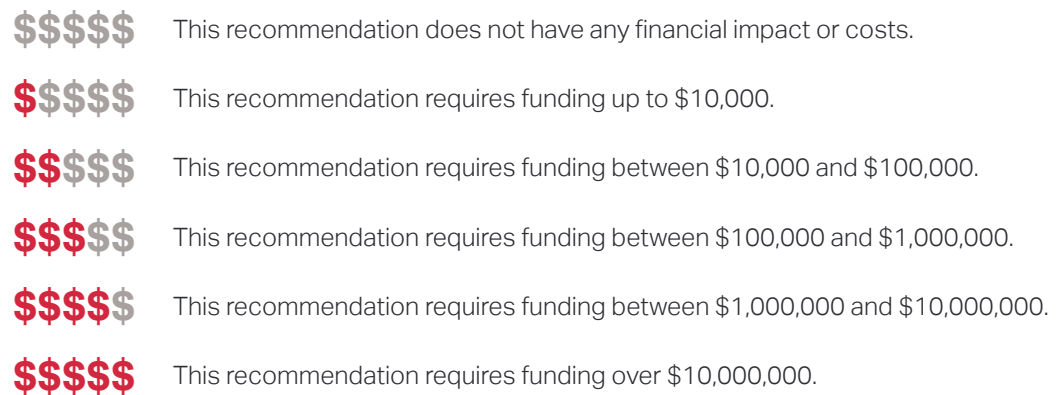 $$$$$ This recommendation does not have any financial impact or costs.
$$$$$ This recommendation requires funding up to $10,000.
$$$$$ This recommendation requires funding between $10,000 and $100,000.
$$$$$ This recommendation requires funding between $100,000 and $1,000,000.
$$$$$ This recommendation requires funding between $1,000,000 and $10,000,000.
$$$$$ This recommendation requires funding over $10,000,000.